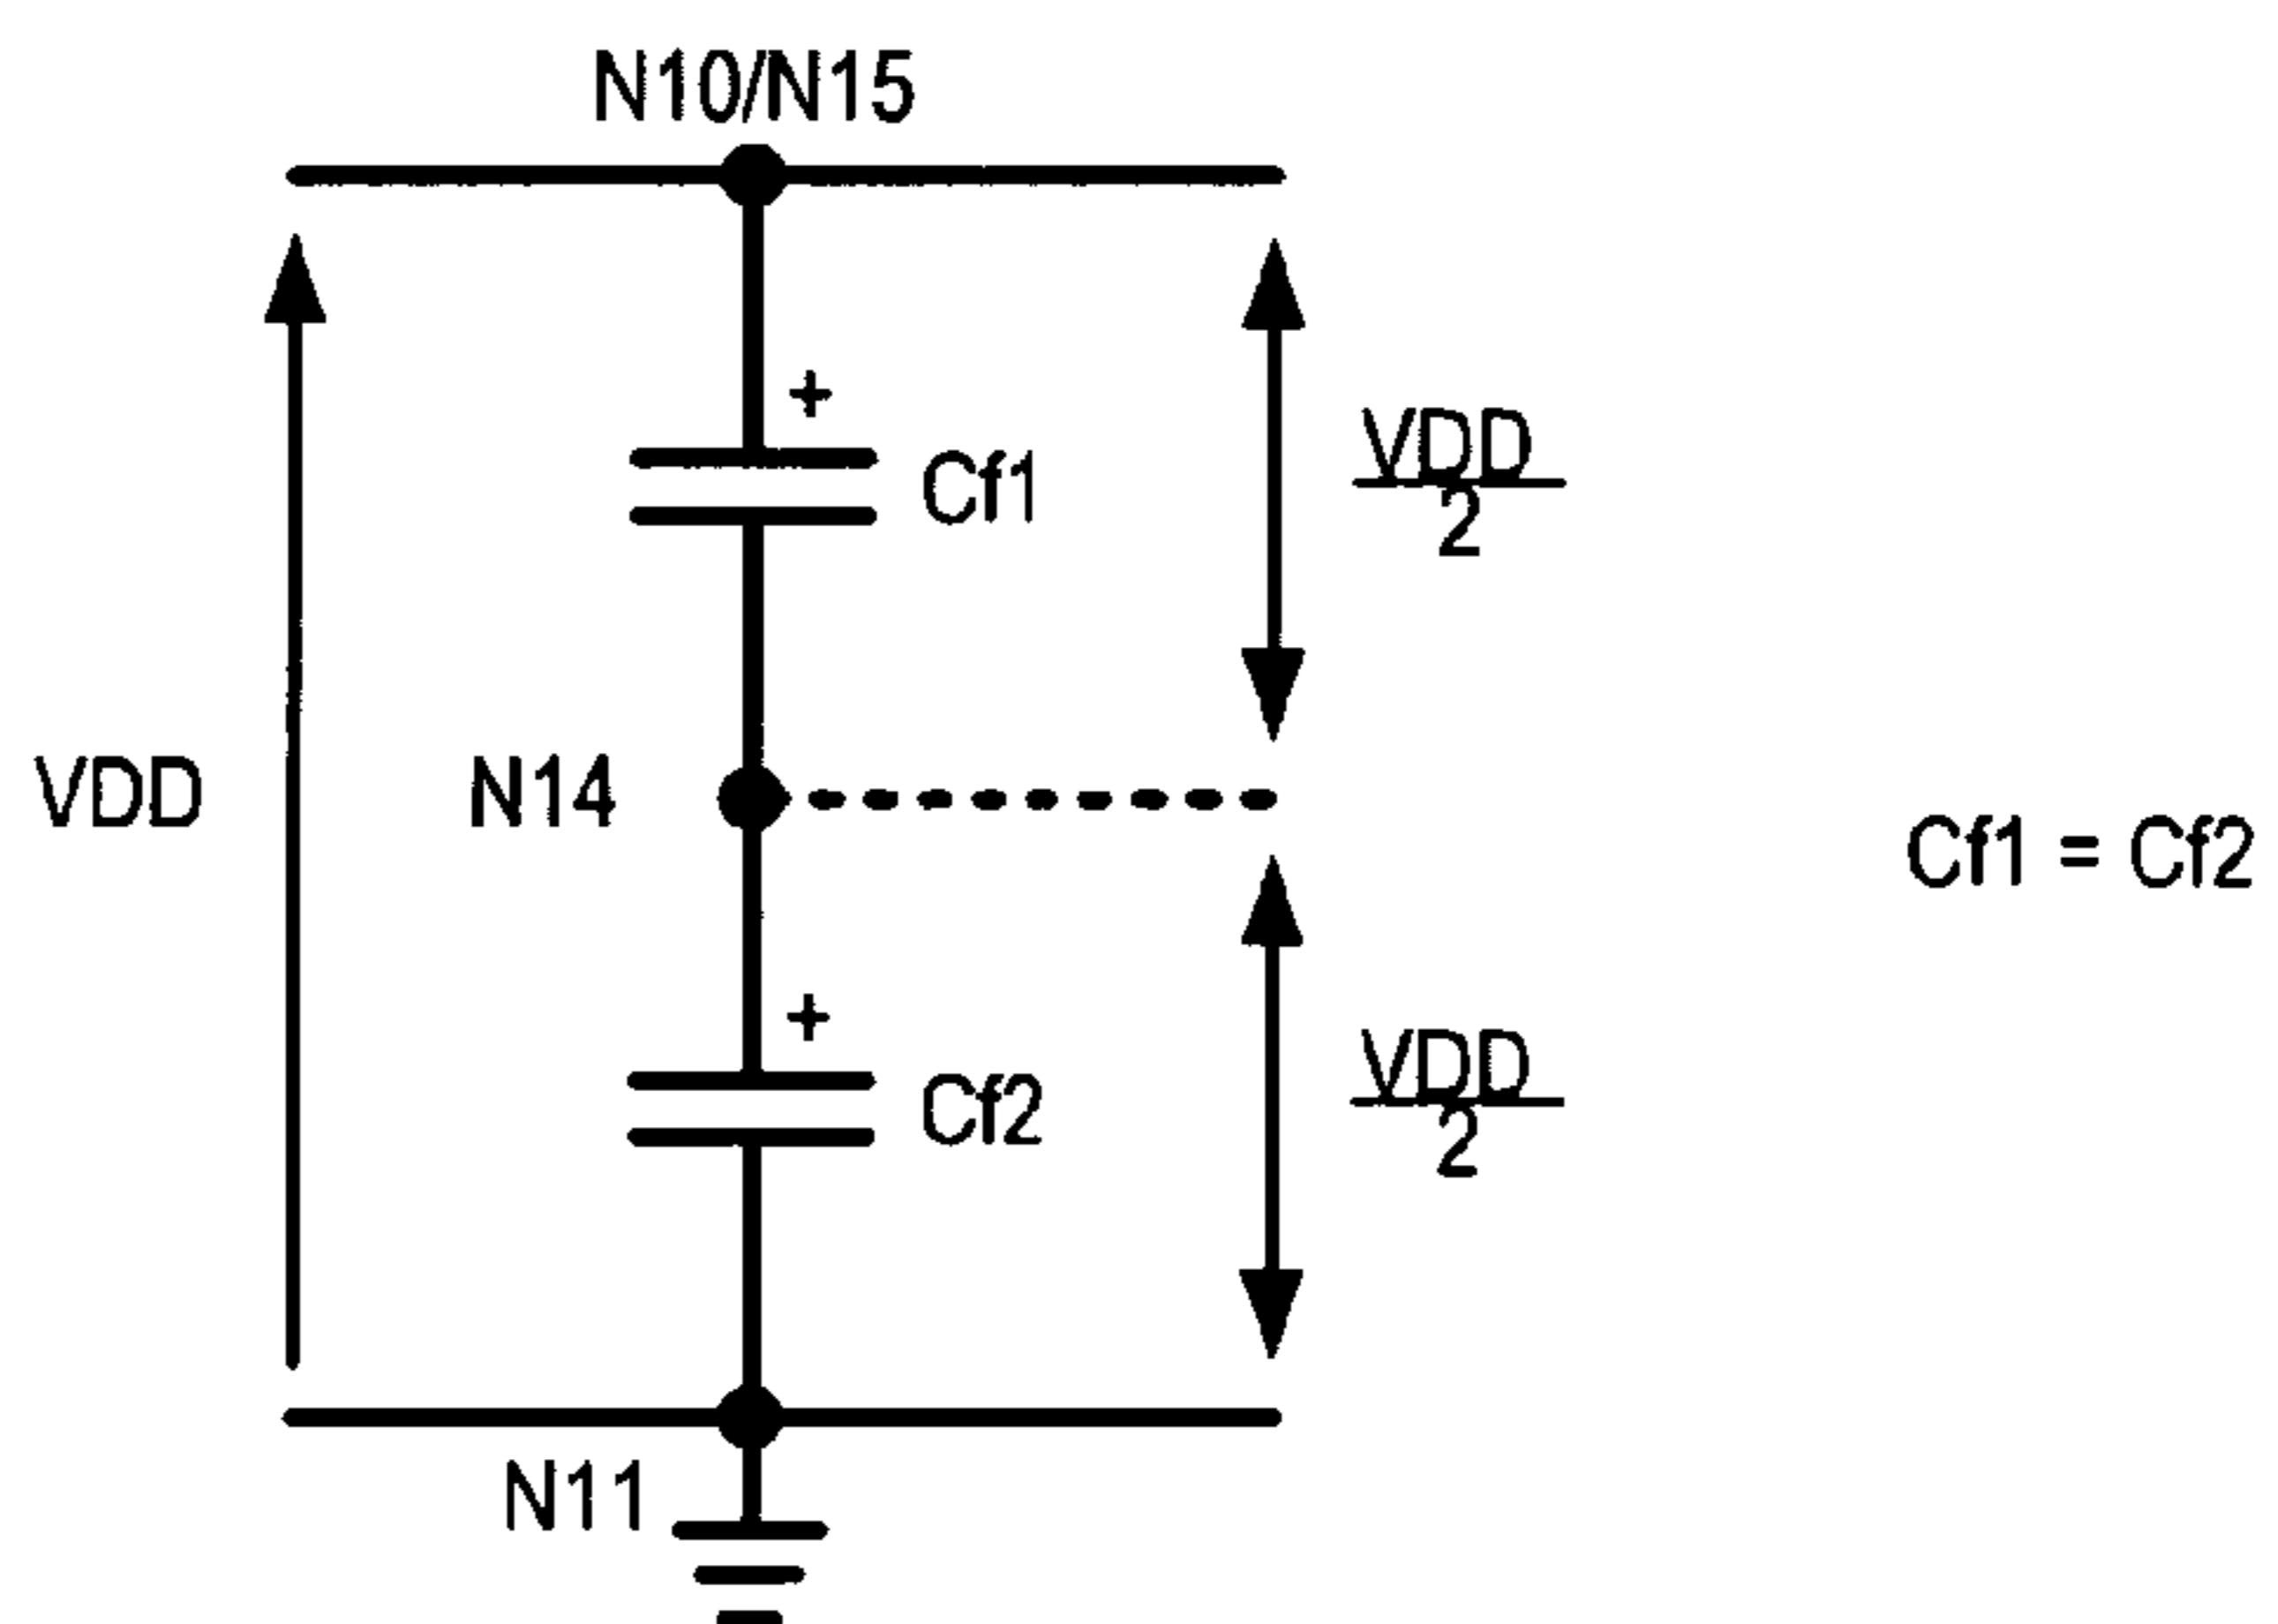 N10/N15
+
Cf1
VDD
2
VDD
N14
Cf1 = Cf2
+
Cf2
VDD
2
N11